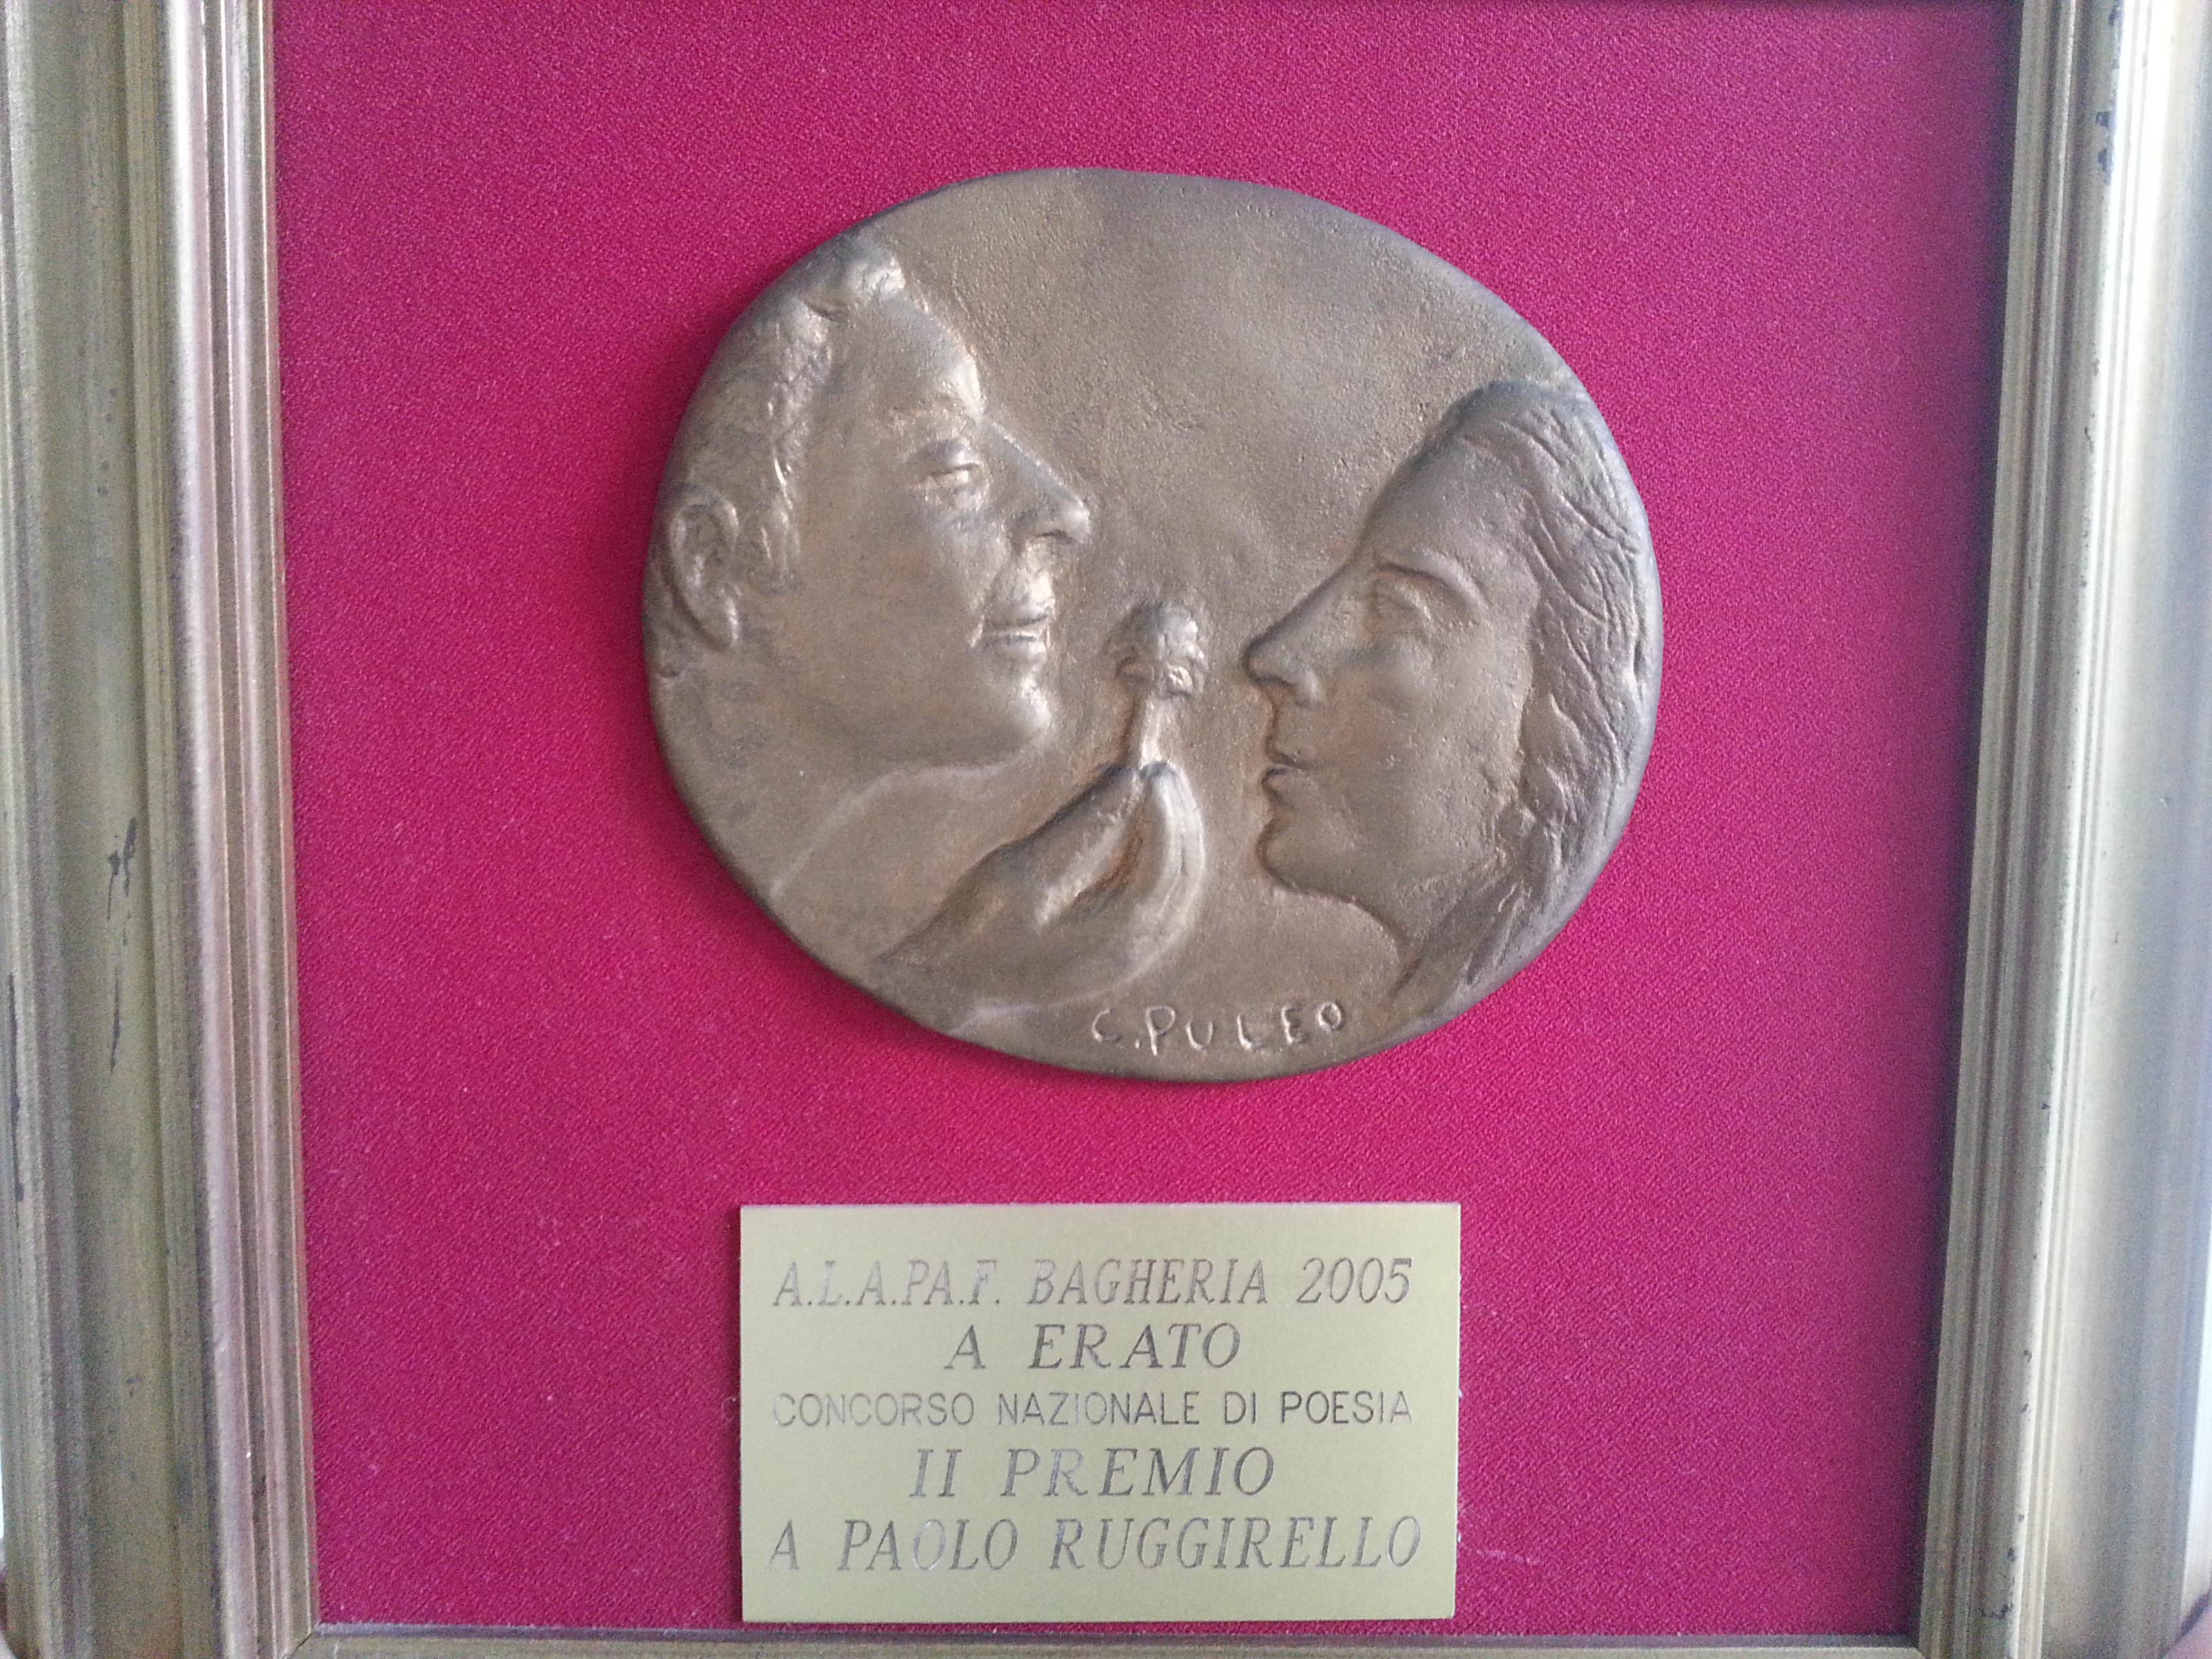 C. PULEO
A.L.A.PA.F. BAGHERIA 2005
A ERATO
CONCORSO NAZIONALE DI POESIA
II PREMIO
A PAOLO RUGGIRELLO